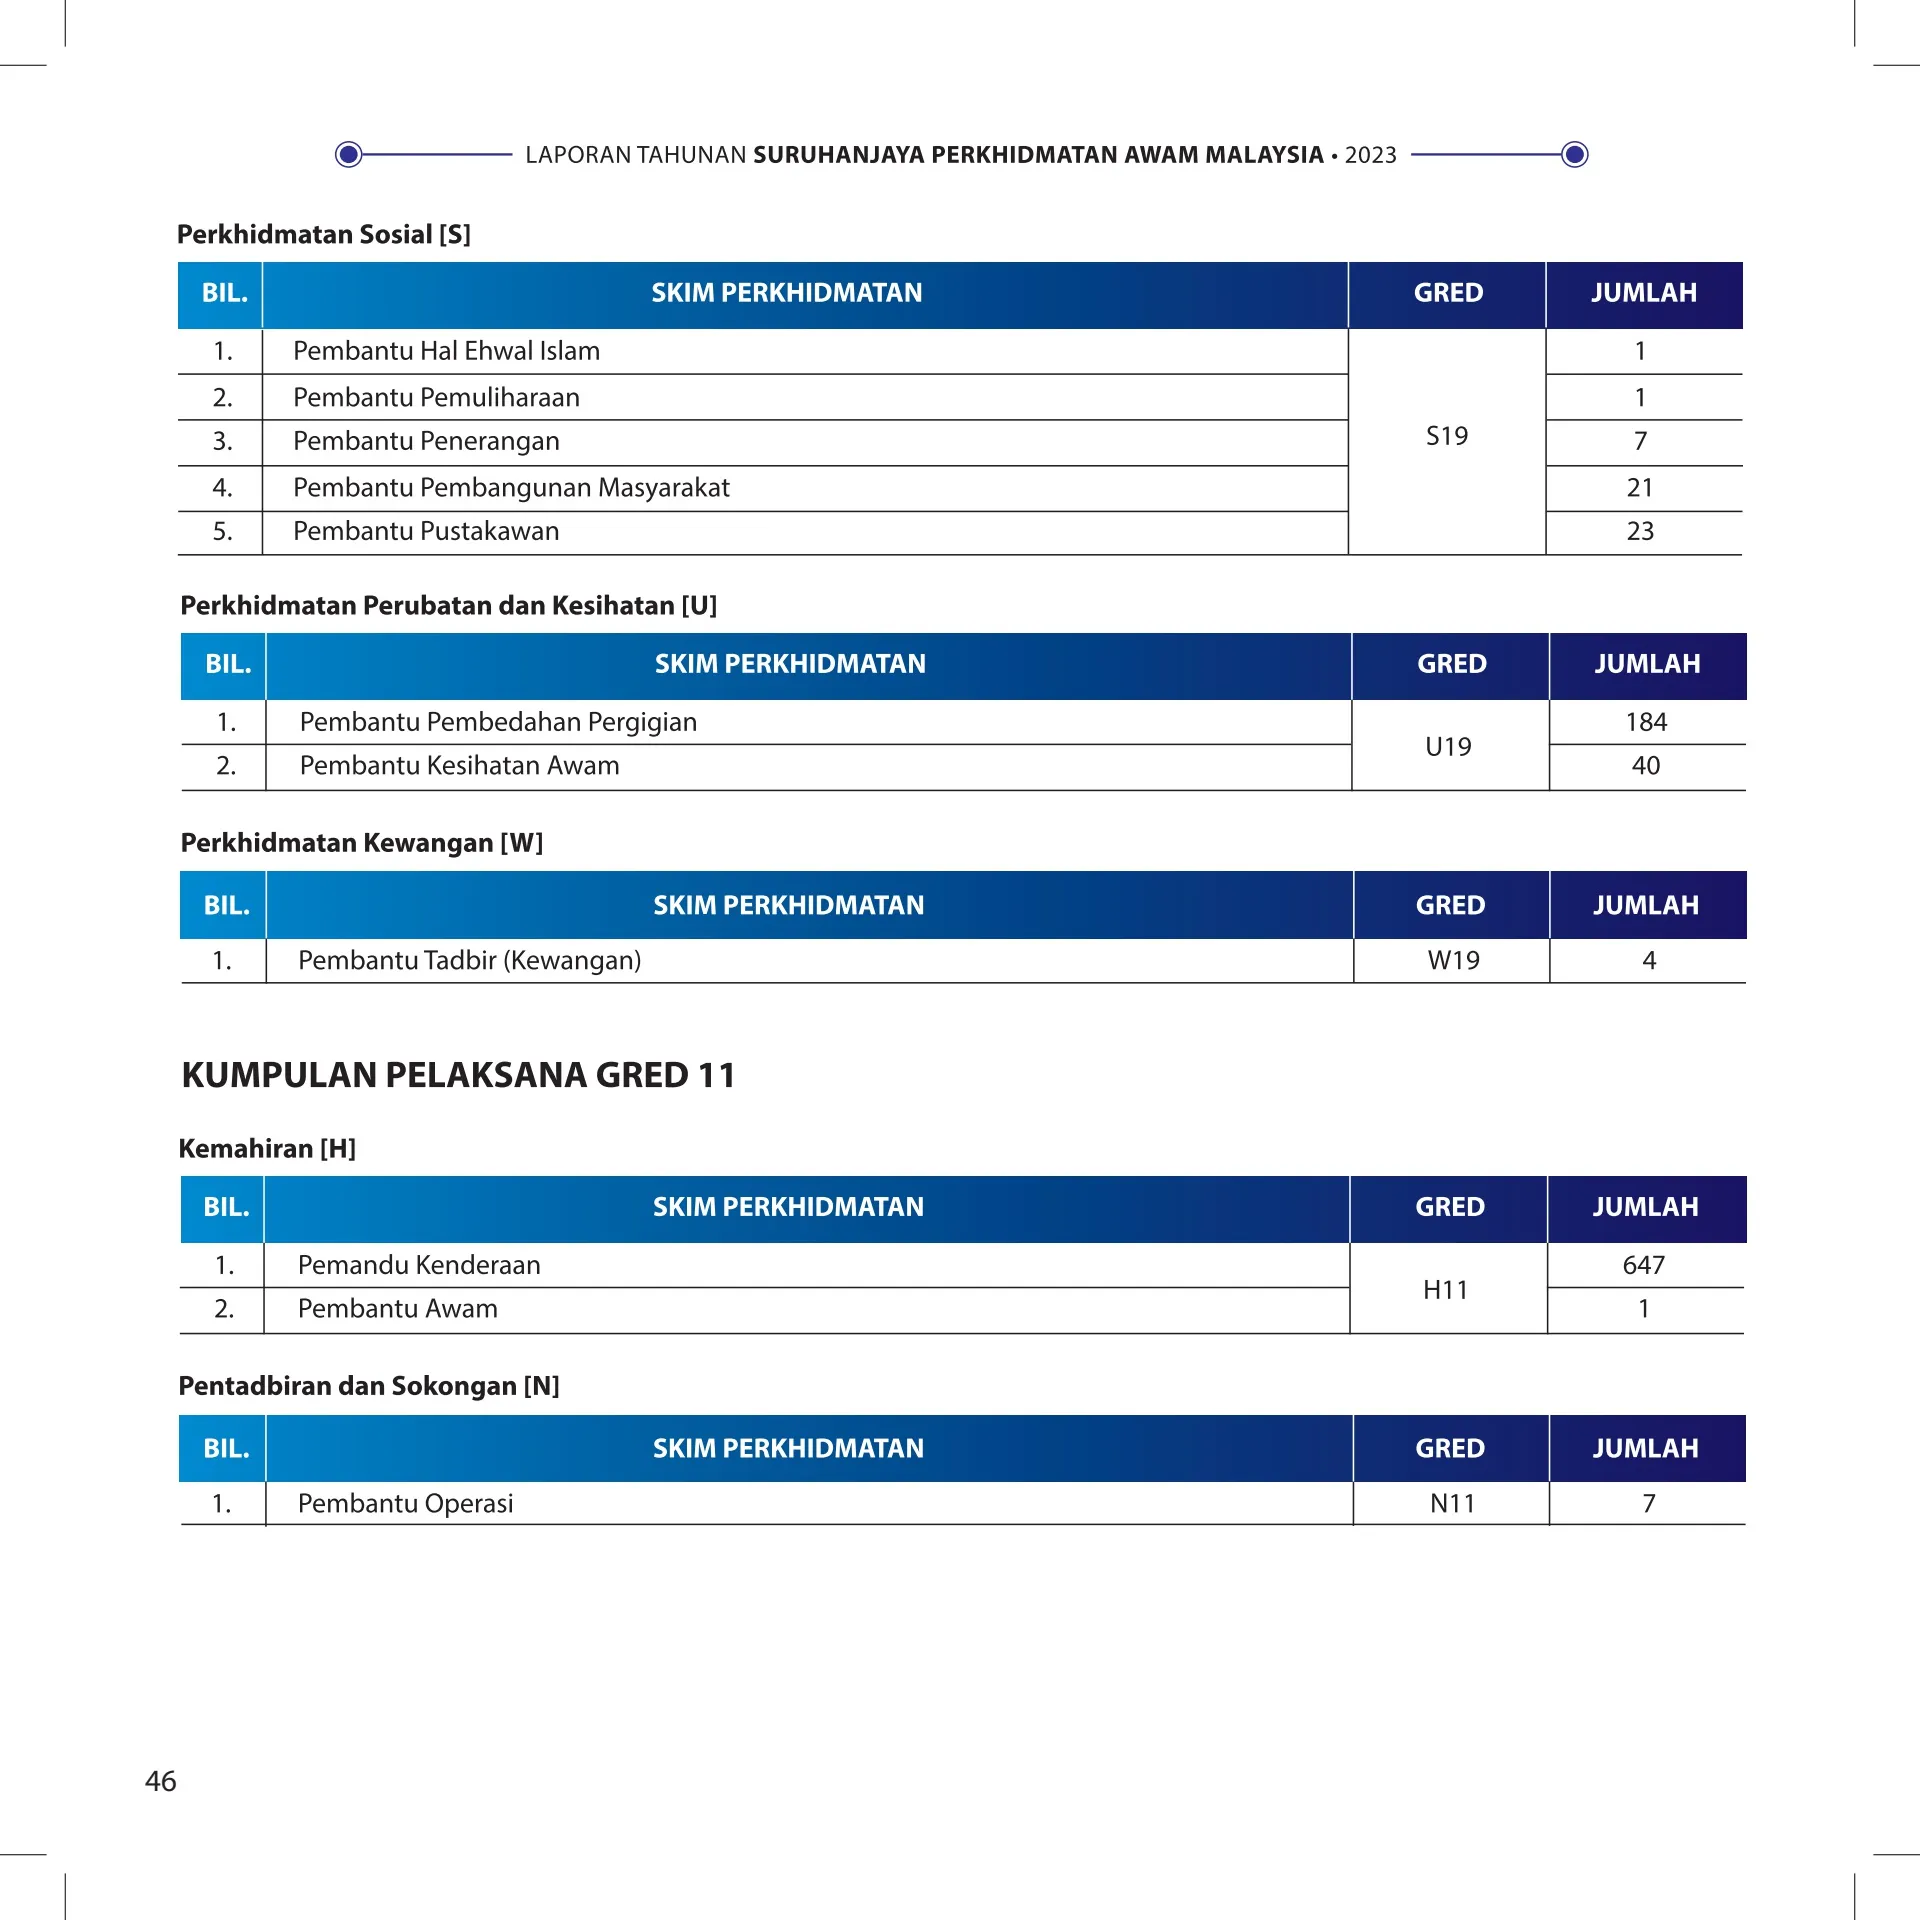 LAPORAN TAHUNAN SURUHANJAYA PERKHIDMATAN AWAM MALAYSIA • 2023
Perkhidmatan Sosial [S]
BIL. SKIM PERKHIDMATAN GRED JUMLAH
1. Pembantu Hal Ehwal Islam 1
2. Pembantu Pemuliharaan 1
S19
3. Pembantu Penerangan 7
4. Pembantu Pembangunan Masyarakat 21
5. Pembantu Pustakawan 23
Perkhidmatan Perubatan dan Kesihatan [U]
BIL. SKIM PERKHIDMATAN GRED JUMLAH
1. Pembantu Pembedahan Pergigian 184
U19
2. Pembantu Kesihatan Awam 40
Perkhidmatan Kewangan [W]
BIL. SKIM PERKHIDMATAN GRED JUMLAH
1. Pembantu Tadbir (Kewangan) W19 4
KUMPULAN PELAKSANA GRED 11
Kemahiran [H]
BIL. SKIM PERKHIDMATAN GRED JUMLAH
1. Pemandu Kenderaan 647
H11
2. Pembantu Awam 1
Pentadbiran dan Sokongan [N]
BIL. SKIM PERKHIDMATAN GRED JUMLAH
1. Pembantu Operasi N11 7
46